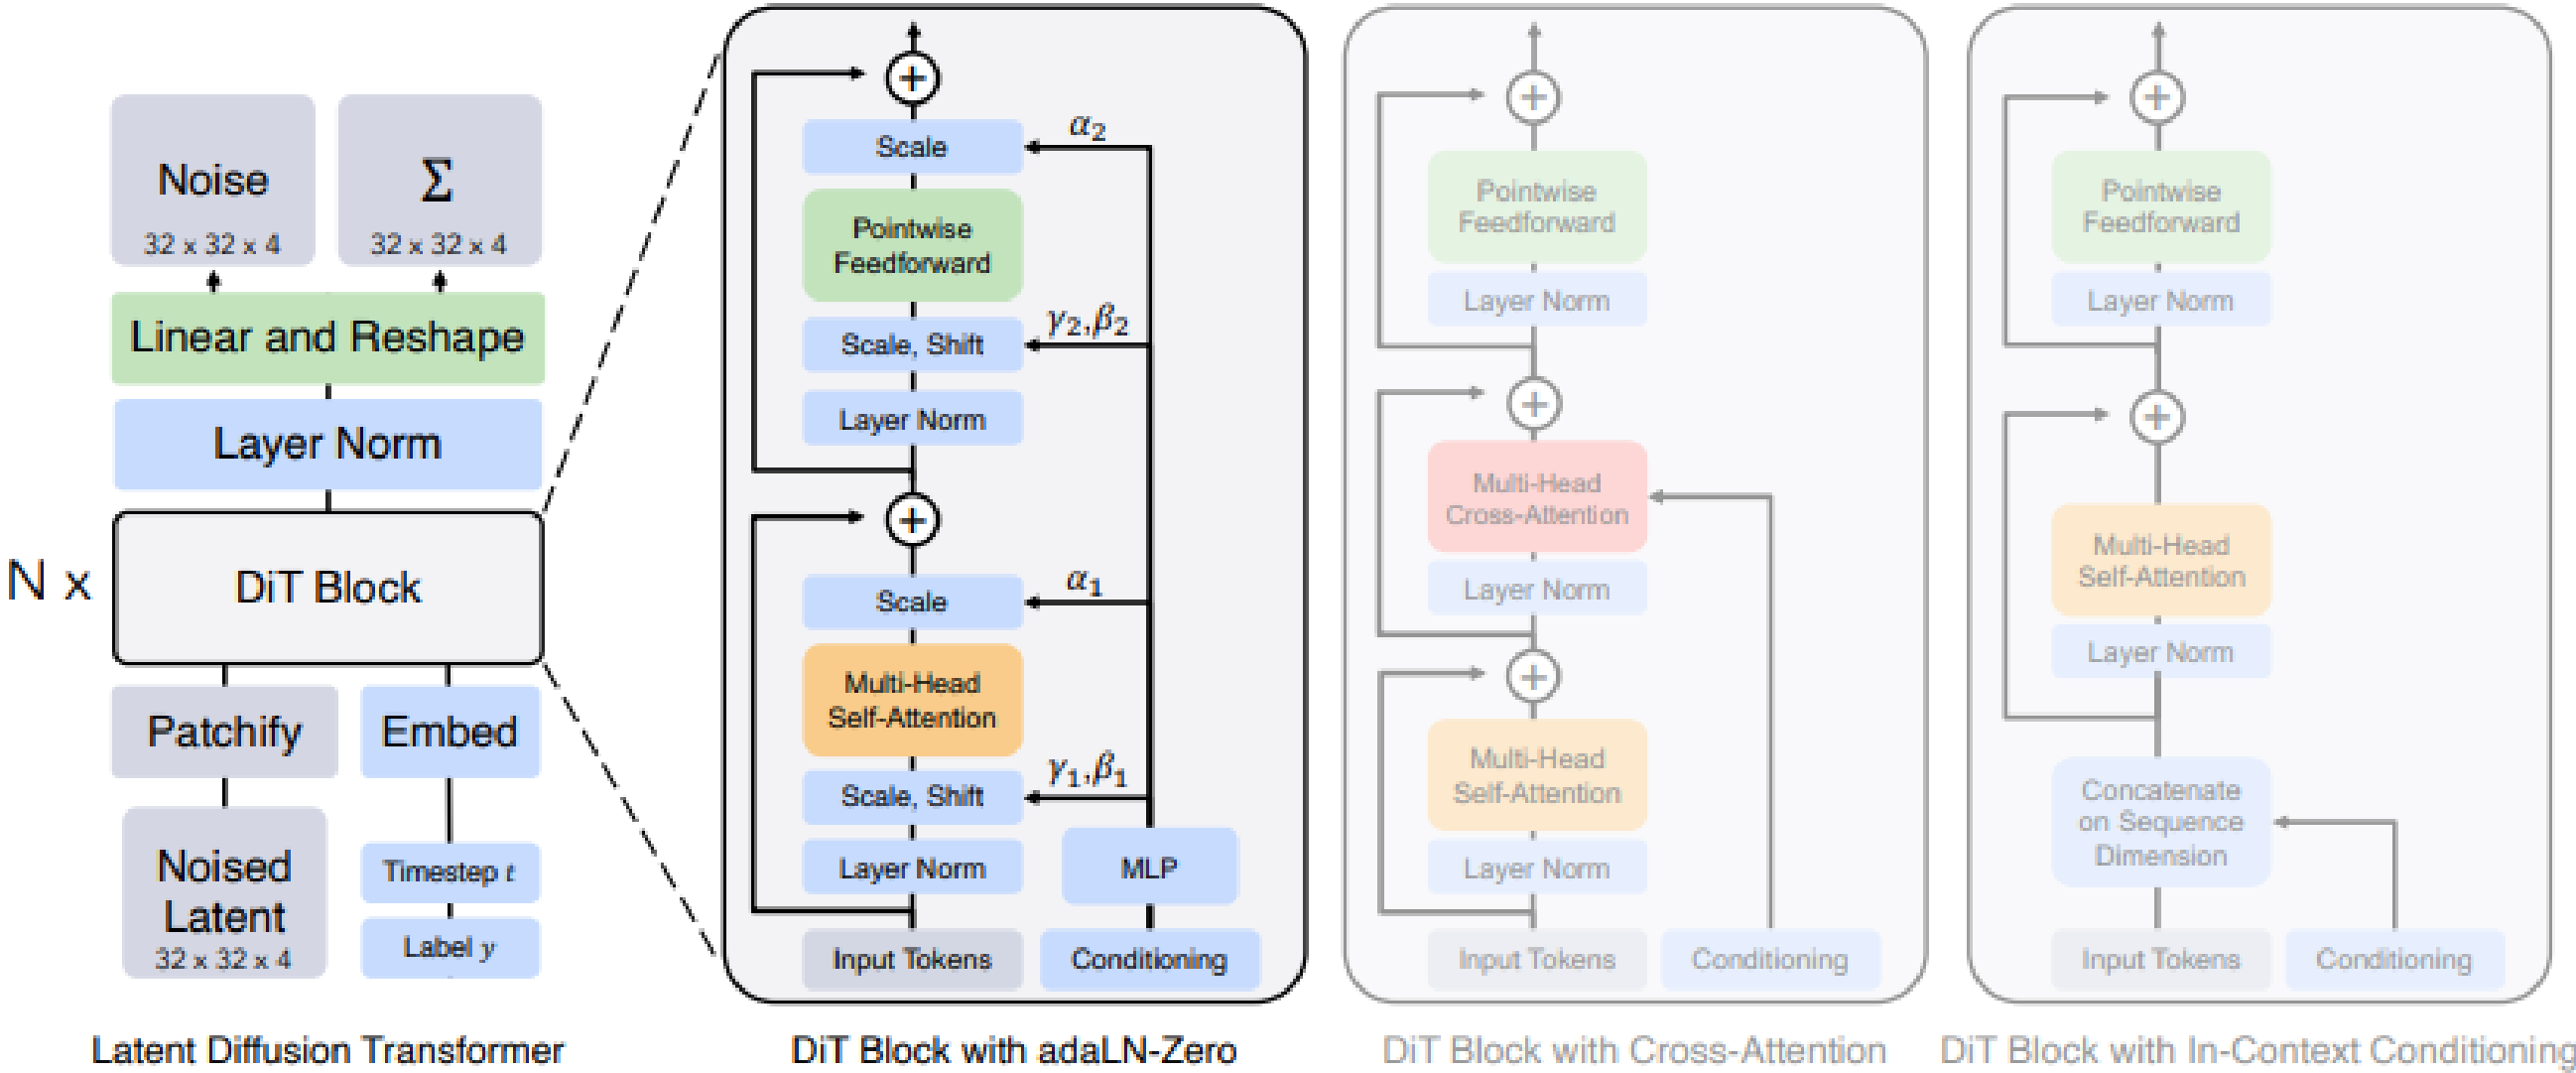 Noise
32 x 32 x 4
Σ
32 x 32 x 4
Linear and Reshape
Layer Norm
N x
DiT Block
Patchify
Embed
Noised
Latent
32 x 32 x 4
Timestep t
Label y
Latent Diffusion Transformer
+
Scale
α₂
Pointwise
Feedforward
Scale, Shift
γ₂,β₂
Layer Norm
+
Scale
α₁
Multi-Head
Self-Attention
Scale, Shift
γ₁,β₁
Layer Norm
MLP
Input Tokens
Conditioning
DiT Block with adaLN-Zero
+
Pointwise
Feedforward
Layer Norm
+
Multi-Head
Cross-Attention
Layer Norm
+
Multi-Head
Self-Attention
Layer Norm
Input Tokens
Conditioning
DiT Block with Cross-Attention
+
Pointwise
Feedforward
Layer Norm
+
Multi-Head
Self-Attention
Layer Norm
Concatenate
on Sequence
Dimension
Input Tokens
Conditioning
DiT Block with In-Context Conditioning